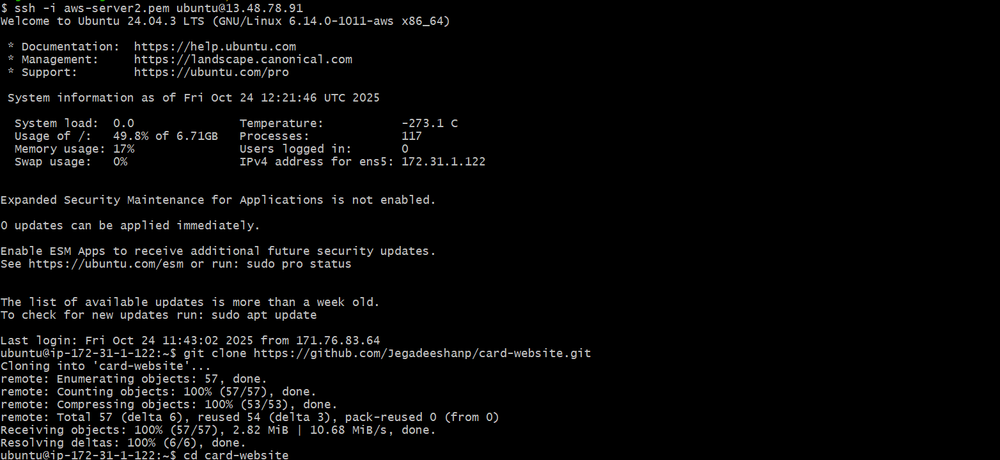 $ ssh -i aws-server2.pem ubuntu@13.48.78.91
Welcome to Ubuntu 24.04.3 LTS (GNU/Linux 6.14.0-1011-aws x86_64)
* Documentation:  https://help.ubuntu.com
* Management:     https://landscape.canonical.com
* Support:        https://ubuntu.com/pro
System information as of Fri Oct 24 12:21:46 UTC 2025
System load:  0.0               Temperature:           -273.1 C
Usage of /:   49.8% of 6.71GB   Processes:             117
Memory usage: 17%               Users logged in:       0
Swap usage:   0%                IPv4 address for ens5: 172.31.1.122
Expanded Security Maintenance for Applications is not enabled.
0 updates can be applied immediately.
Enable ESM Apps to receive additional future security updates.
See https://ubuntu.com/esm or run: sudo pro status
The list of available updates is more than a week old.
To check for new updates run: sudo apt update
Last login: Fri Oct 24 11:43:02 2025 from 171.76.83.64
ubuntu@ip-172-31-1-122:~$ git clone https://github.com/Jegadeeshanp/card-website.git
Cloning into 'card-website'...
remote: Enumerating objects: 57, done.
remote: Counting objects: 100% (57/57), done.
remote: Compressing objects: 100% (53/53), done.
remote: Total 57 (delta 6), reused 54 (delta 3), pack-reused 0 (from 0)
Receiving objects: 100% (57/57), 2.82 MiB | 10.68 MiB/s, done.
Resolving deltas: 100% (6/6), done.
ubuntu@ip-172-31-1-122:~$ cd card-website